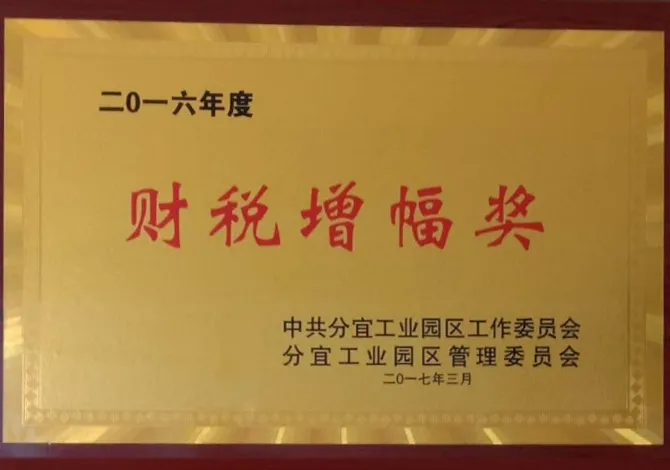 二0一六年度
财税增幅奖
中共分宜工业园区工作委员会
分宜工业园区管理委员会
二0一七年三月